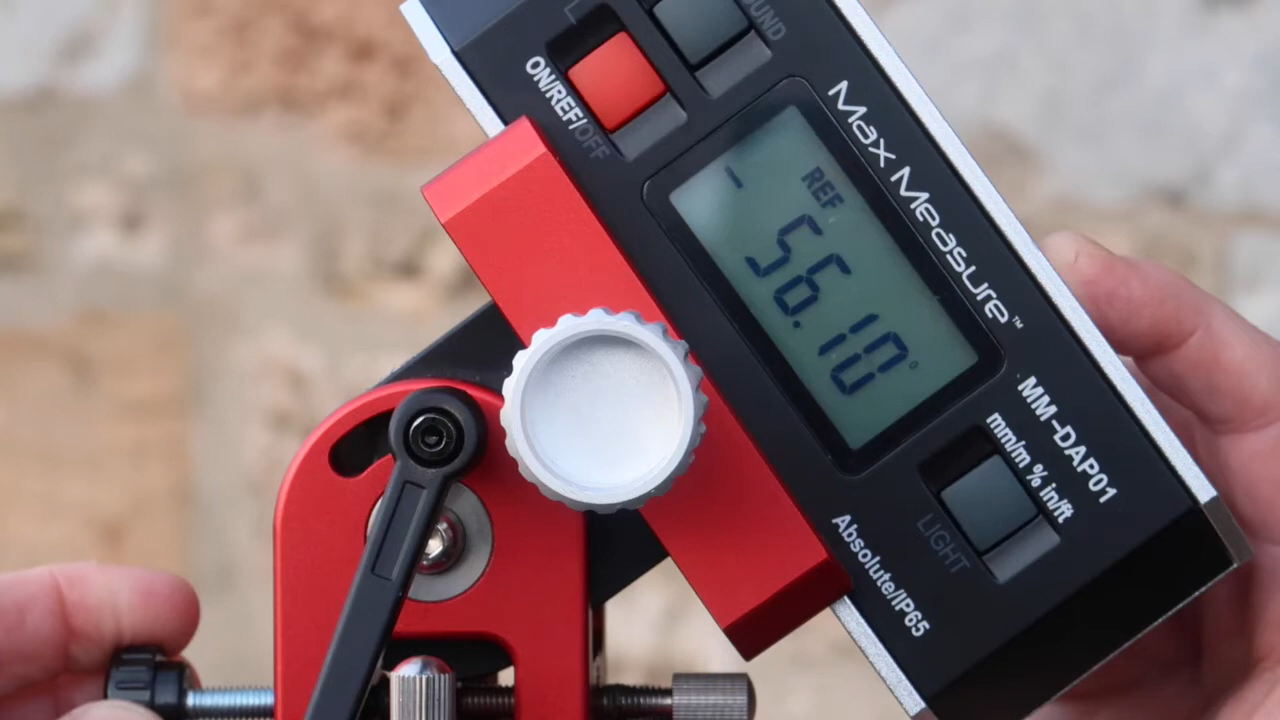 ON/REF/OFF
Max Measure™
REF
- 56.10°
MM-DAP01
mm/m % in/ft
LIGHT
Absolute/IP65